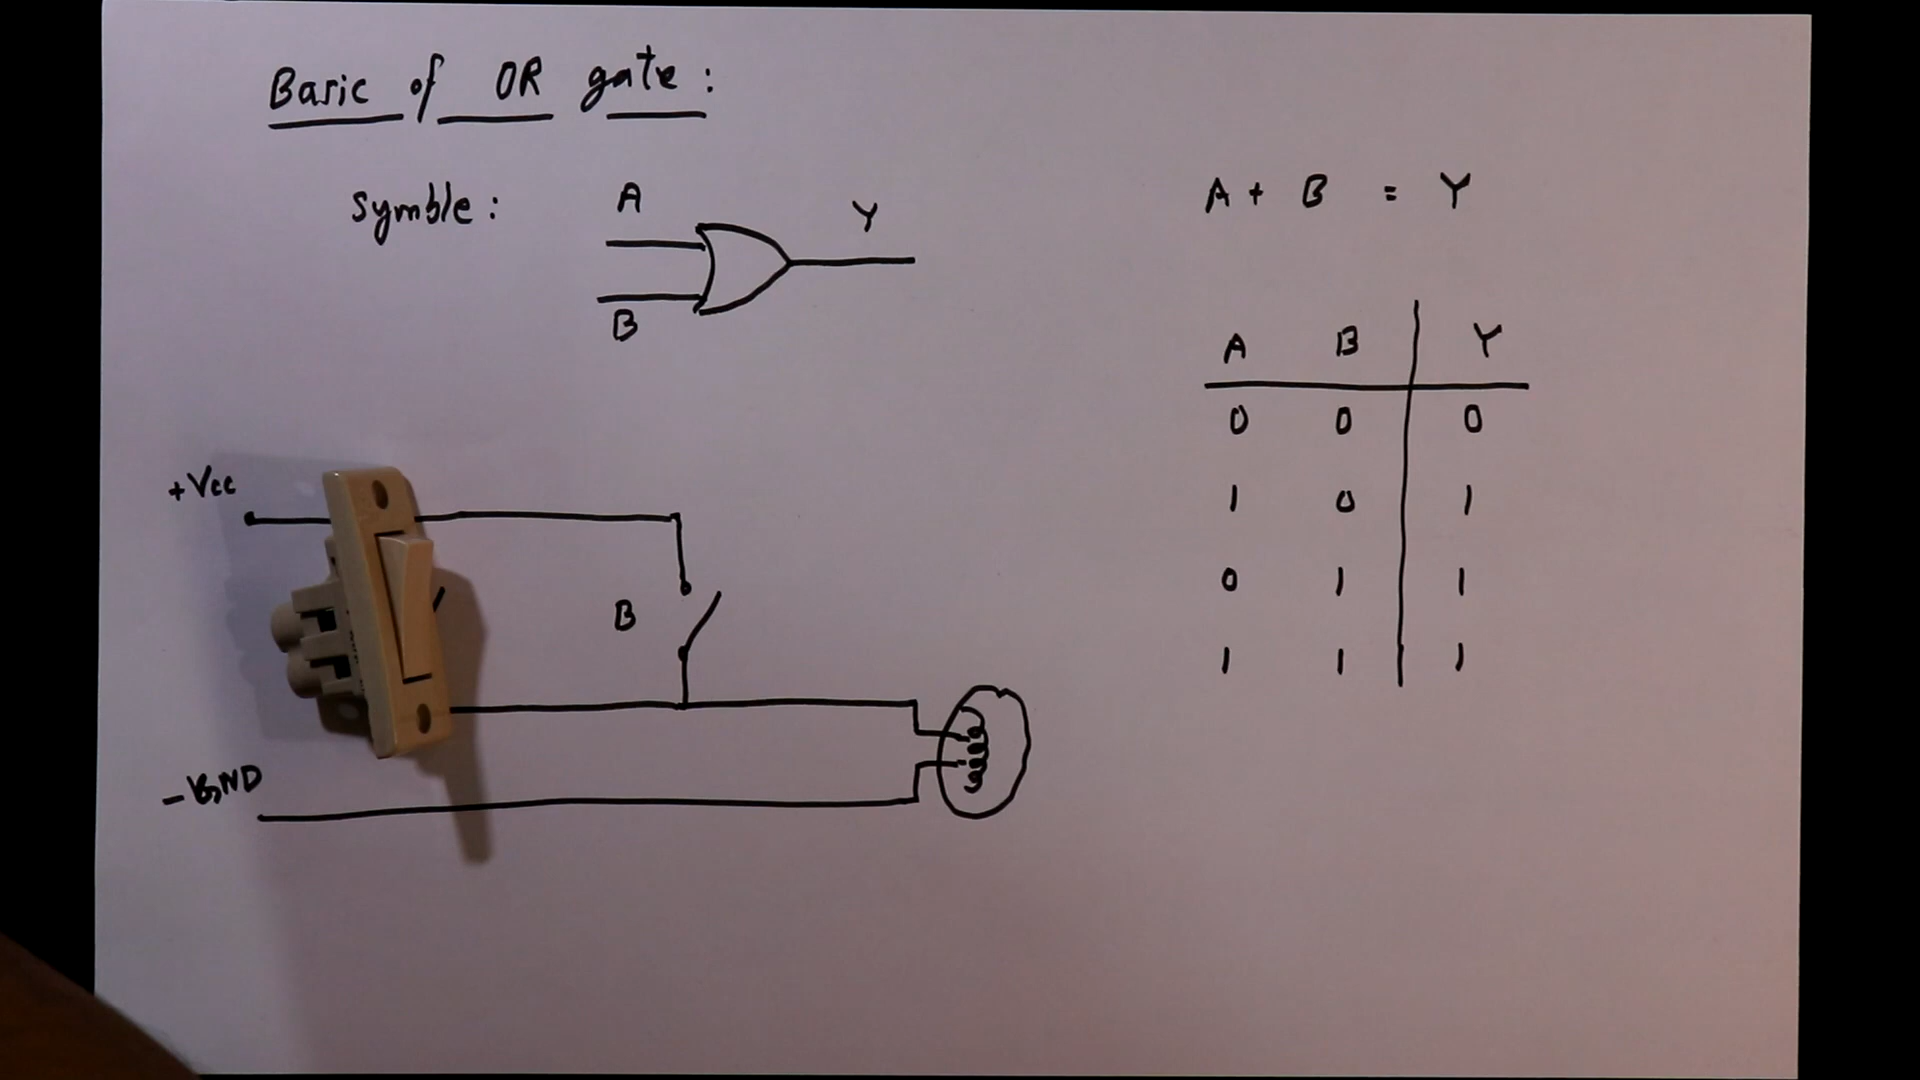 Basic of OR gate:
Symble:
A
B
Y
A + B = Y
A B Y
0 0 0
1 0 1
0 1 1
1 1 1
+Vcc
B
-GND